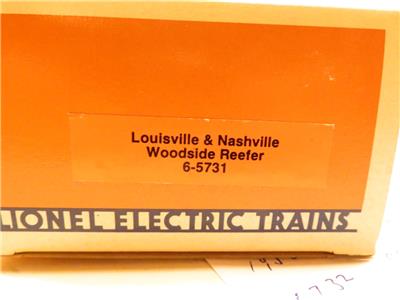 Louisville & Nashville
Woodside Reefer
6-5731
LIONEL ELECTRIC TRAINS